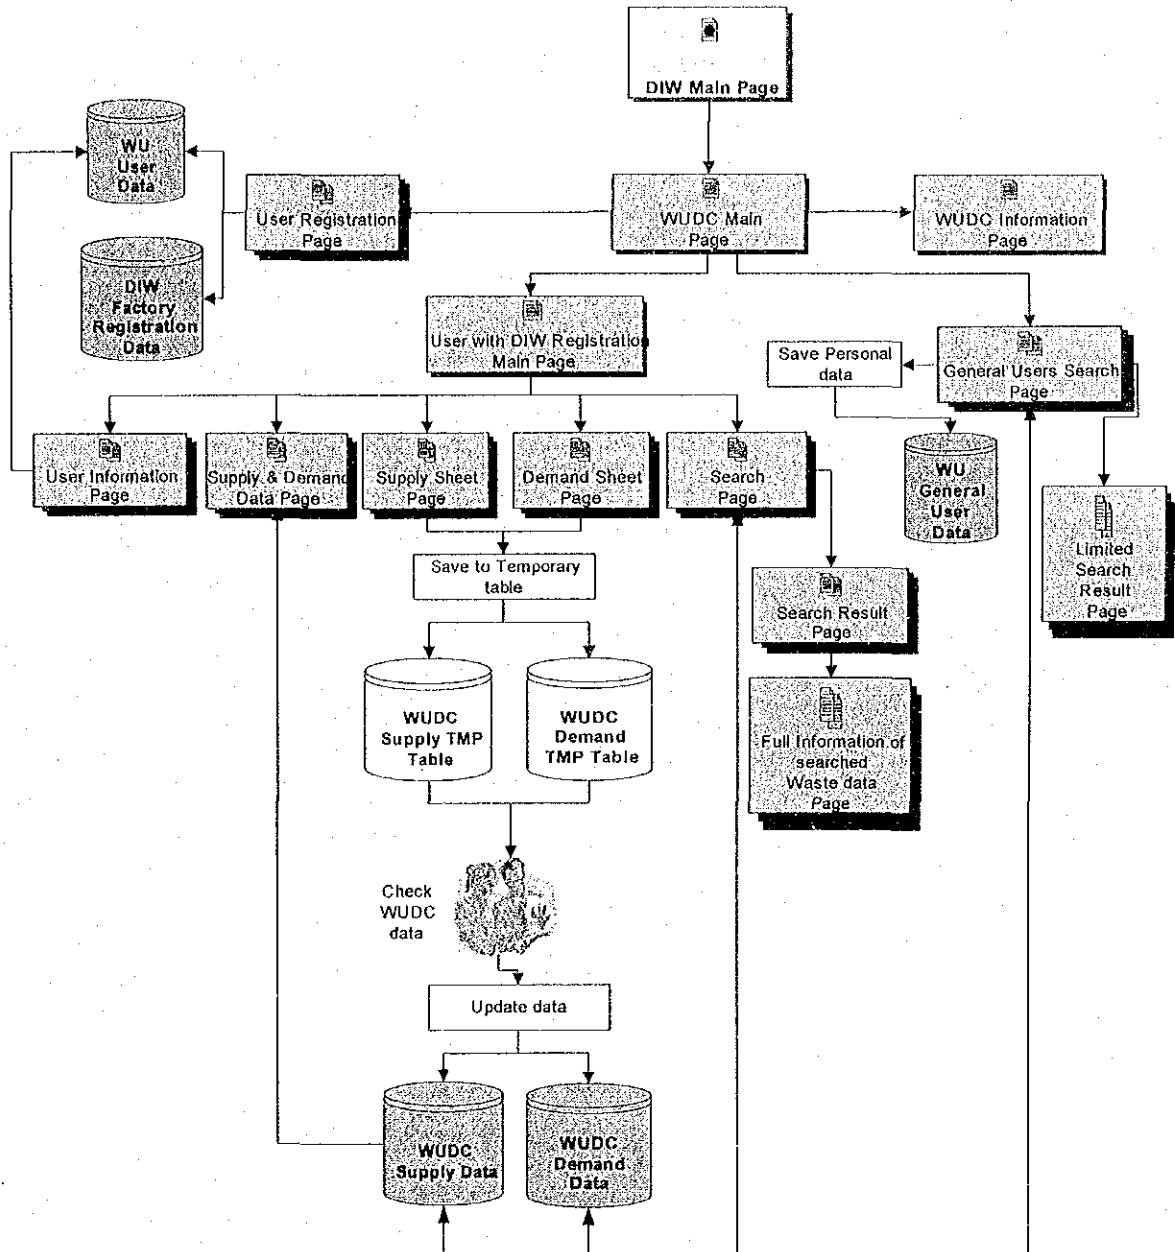 DIW Main Page
WU
User
Data
User Registration
Page
WUDC Main
Page
WUDC Information
Page
DIW
Factory
Registration
Data
User with DIW Registration
Main Page
Save Personal
data
General Users Search
Page
User Information
Page
Supply & Demand
Data Page
Supply Sheet
Page
Demand Sheet
Page
Search
Page
WU
General
User
Data
Limited
Search
Result
Page
Save to Temporary
table
Search Result
Page
WUDC
Supply TMP
Table
WUDC
Demand
TMP Table
Full Information of
searched
Waste data
Page
Check
WUDC
data
Update data
WUDC
Supply Data
WUDC
Demand
Data